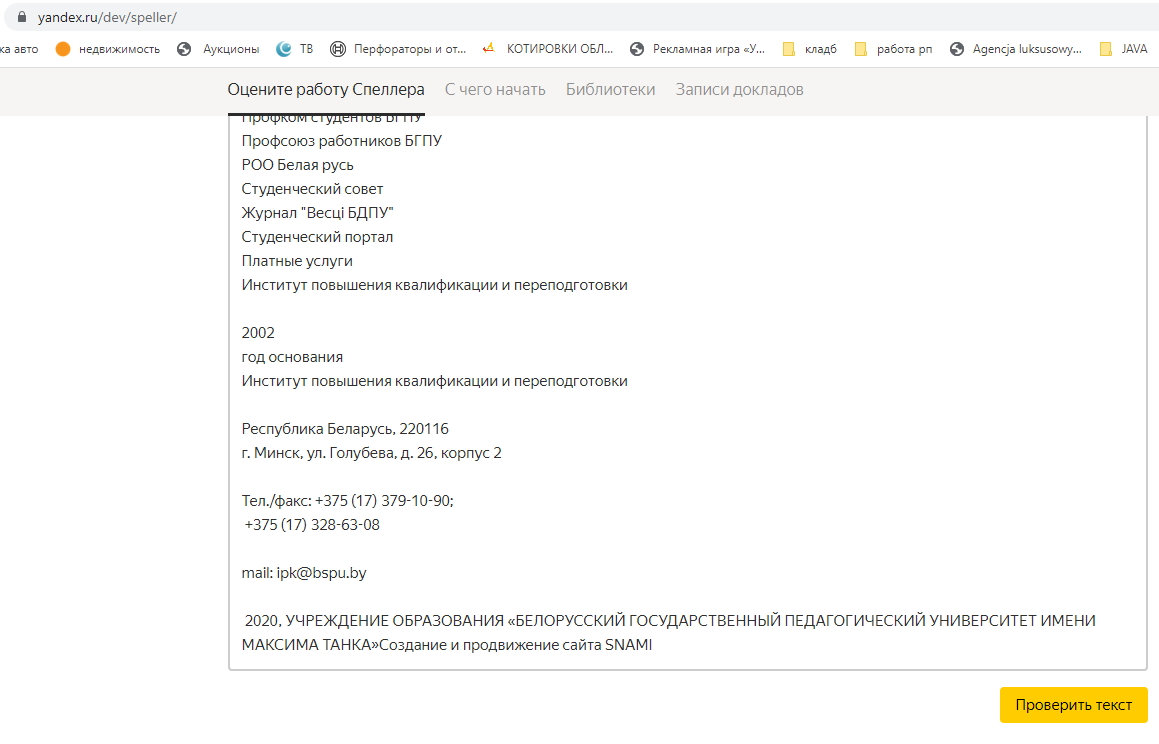 yandex.ru/dev/speller/
ка авто недвижимость Аукционы ТВ Перфораторы и от... КОТИРОВКИ ОБЛ... Рекламная игра «У... кладб работа рп Agencja luksusowy... JAVA
Оцените работу Спеллера С чего начать Библиотеки Записи докладов
Профком студентов БГПУ
Профсоюз работников БГПУ
РОО Белая русь
Студенческий совет
Журнал "Весці БДПУ"
Студенческий портал
Платные услуги
Институт повышения квалификации и переподготовки
2002
год основания
Институт повышения квалификации и переподготовки
Республика Беларусь, 220116
г. Минск, ул. Голубева, д. 26, корпус 2
Тел./факс: +375 (17) 379-10-90;
+375 (17) 328-63-08
mail: ipk@bspu.by
2020, УЧРЕЖДЕНИЕ ОБРАЗОВАНИЯ «БЕЛОРУССКИЙ ГОСУДАРСТВЕННЫЙ ПЕДАГОГИЧЕСКИЙ УНИВЕРСИТЕТ ИМЕНИ
МАКСИМА ТАНКА»Создание и продвижение сайта SNAMI
Проверить текст